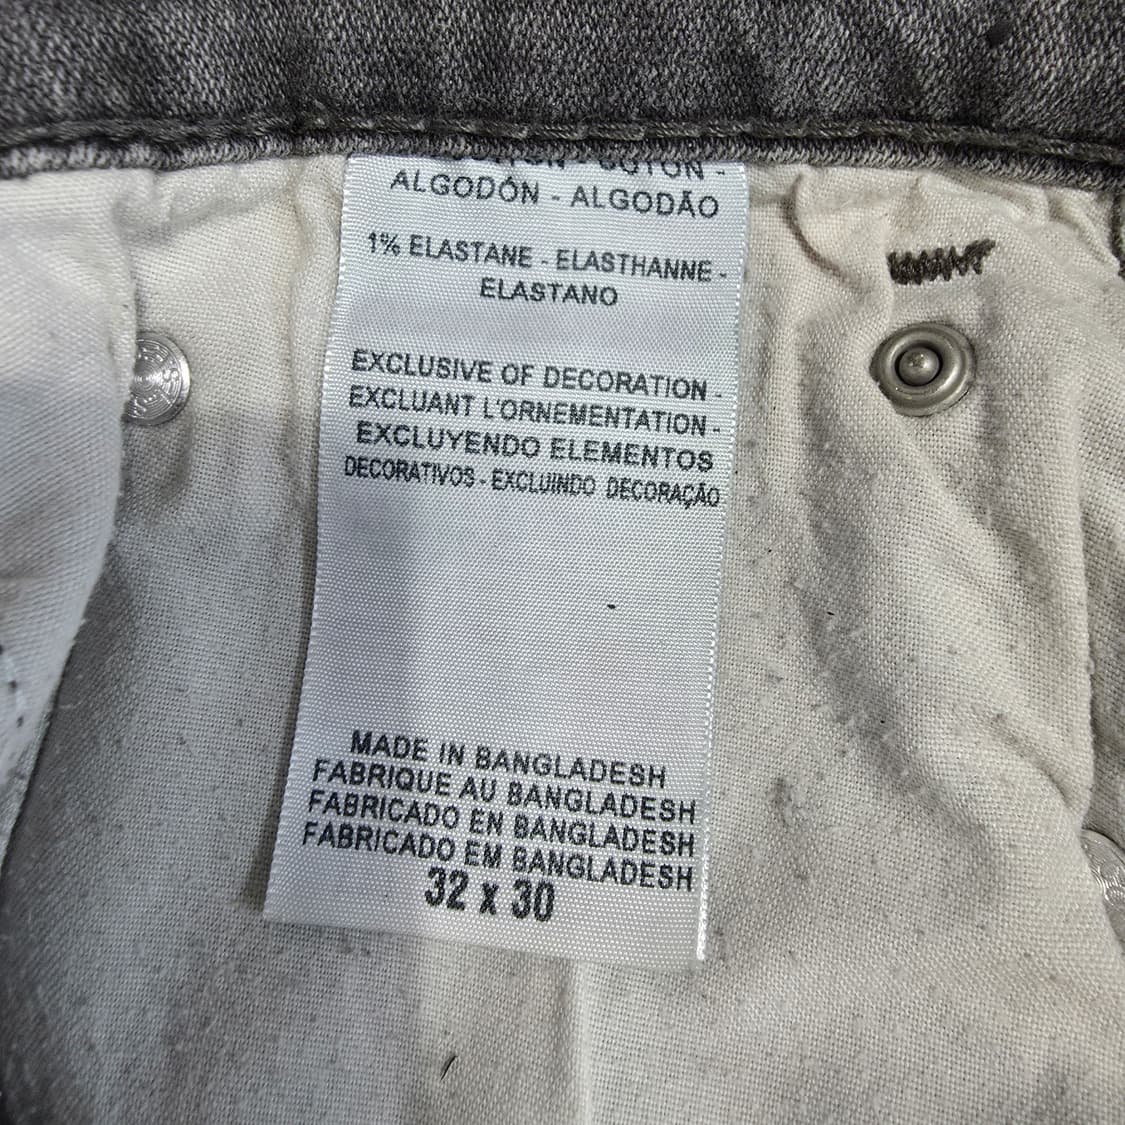 COTON -
ALGODÓN - ALGODÃO
1% ELASTANE - ELASTHANNE -
ELASTANO
EXCLUSIVE OF DECORATION -
EXCLUANT L'ORNEMENTATION -
EXCLUYENDO ELEMENTOS
DECORATIVOS - EXCLUINDO DECORAÇÃO
MADE IN BANGLADESH
FABRIQUE AU BANGLADESH
FABRICADO EN BANGLADESH
FABRICADO EM BANGLADESH
32 x 30